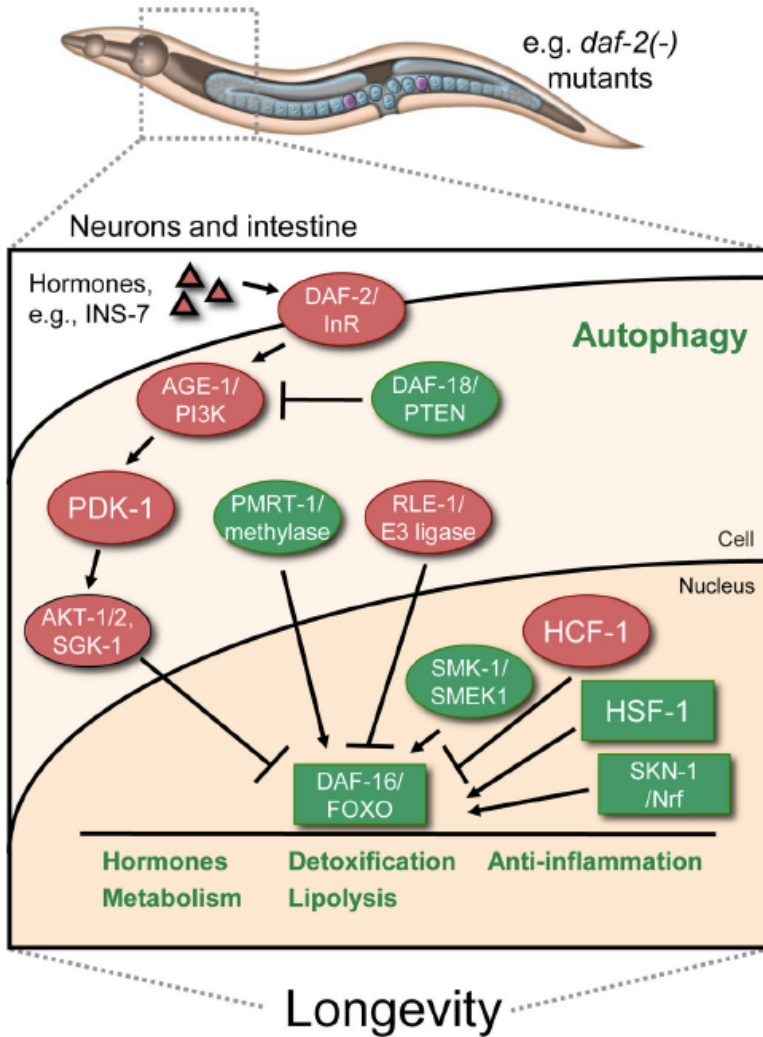 e.g. daf-2(-)
mutants
Neurons and intestine
Hormones,
e.g., INS-7
DAF-2/
InR
Autophagy
AGE-1/
PI3K
DAF-18/
PTEN
PDK-1
PMRT-1/
methylase
RLE-1/
E3 ligase
Cell
Nucleus
AKT-1/2,
SGK-1
HCF-1
SMK-1/
SMEK1
HSF-1
SKN-1
/Nrf
DAF-16/
FOXO
Hormones
Metabolism
Detoxification
Lipolysis
Anti-inflammation
Longevity